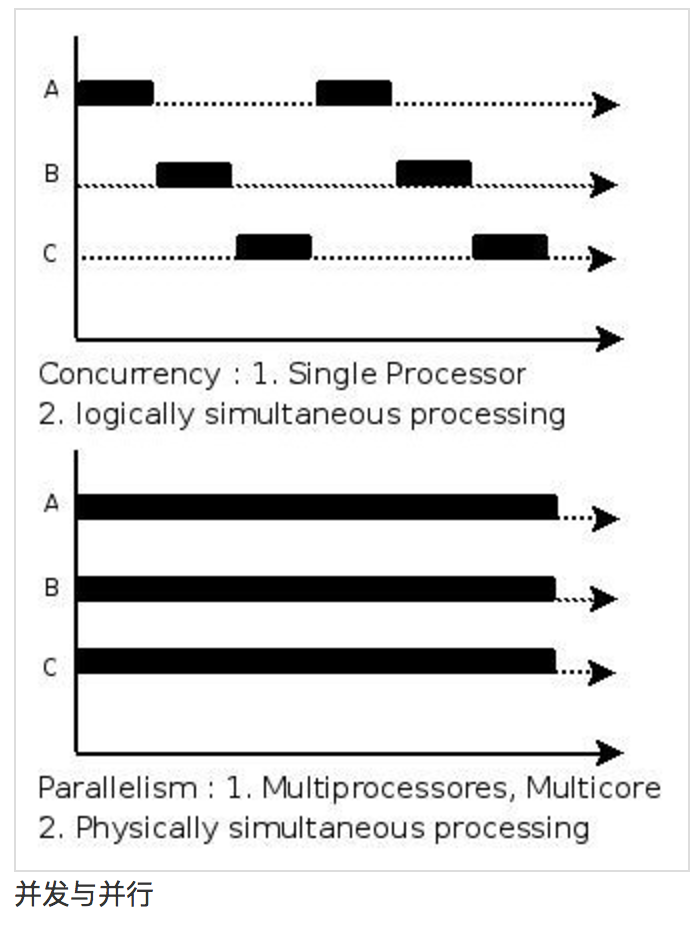 A
B
C
Concurrency : 1. Single Processor
2. logically simultaneous processing
A
B
C
Parallelism : 1. Multiprocessores, Multicore
2. Physically simultaneous processing
并发与并行